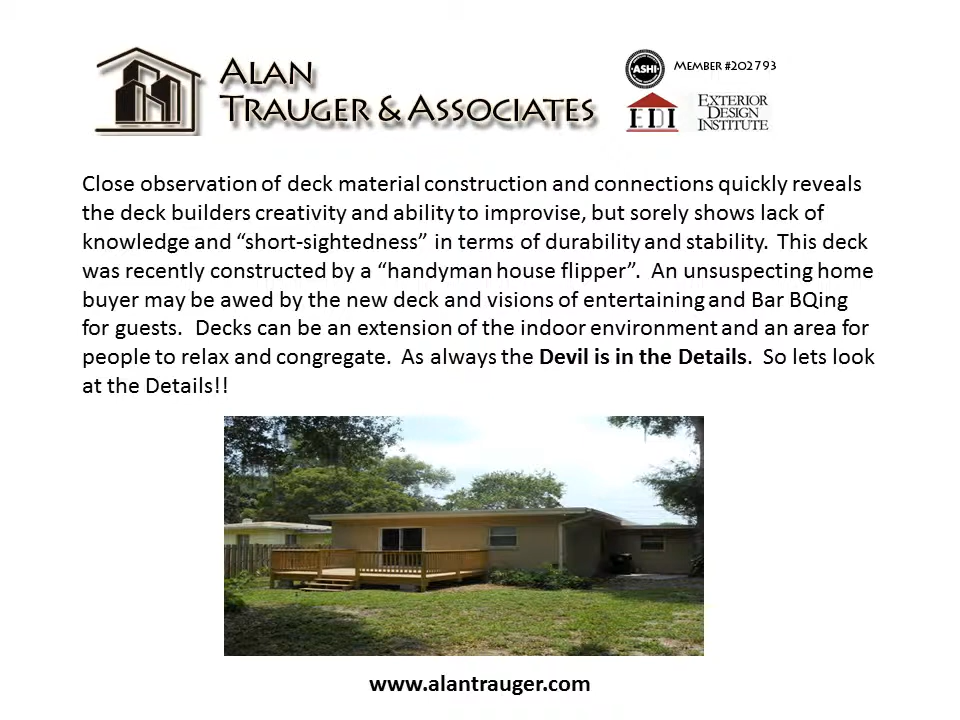 ALAN
TRAUGER & ASSOCIATES
ASHI
MEMBER #202793
EDI
EXTERIOR
DESIGN
INSTITUTE
Close observation of deck material construction and connections quickly reveals
the deck builders creativity and ability to improvise, but sorely shows lack of
knowledge and “short-sightedness” in terms of durability and stability.  This deck
was recently constructed by a “handyman house flipper”.  An unsuspecting home
buyer may be awed by the new deck and visions of entertaining and Bar BQing
for guests.  Decks can be an extension of the indoor environment and an area for
people to relax and congregate.  As always the Devil is in the Details.  So lets look
at the Details!!
www.alantrauger.com